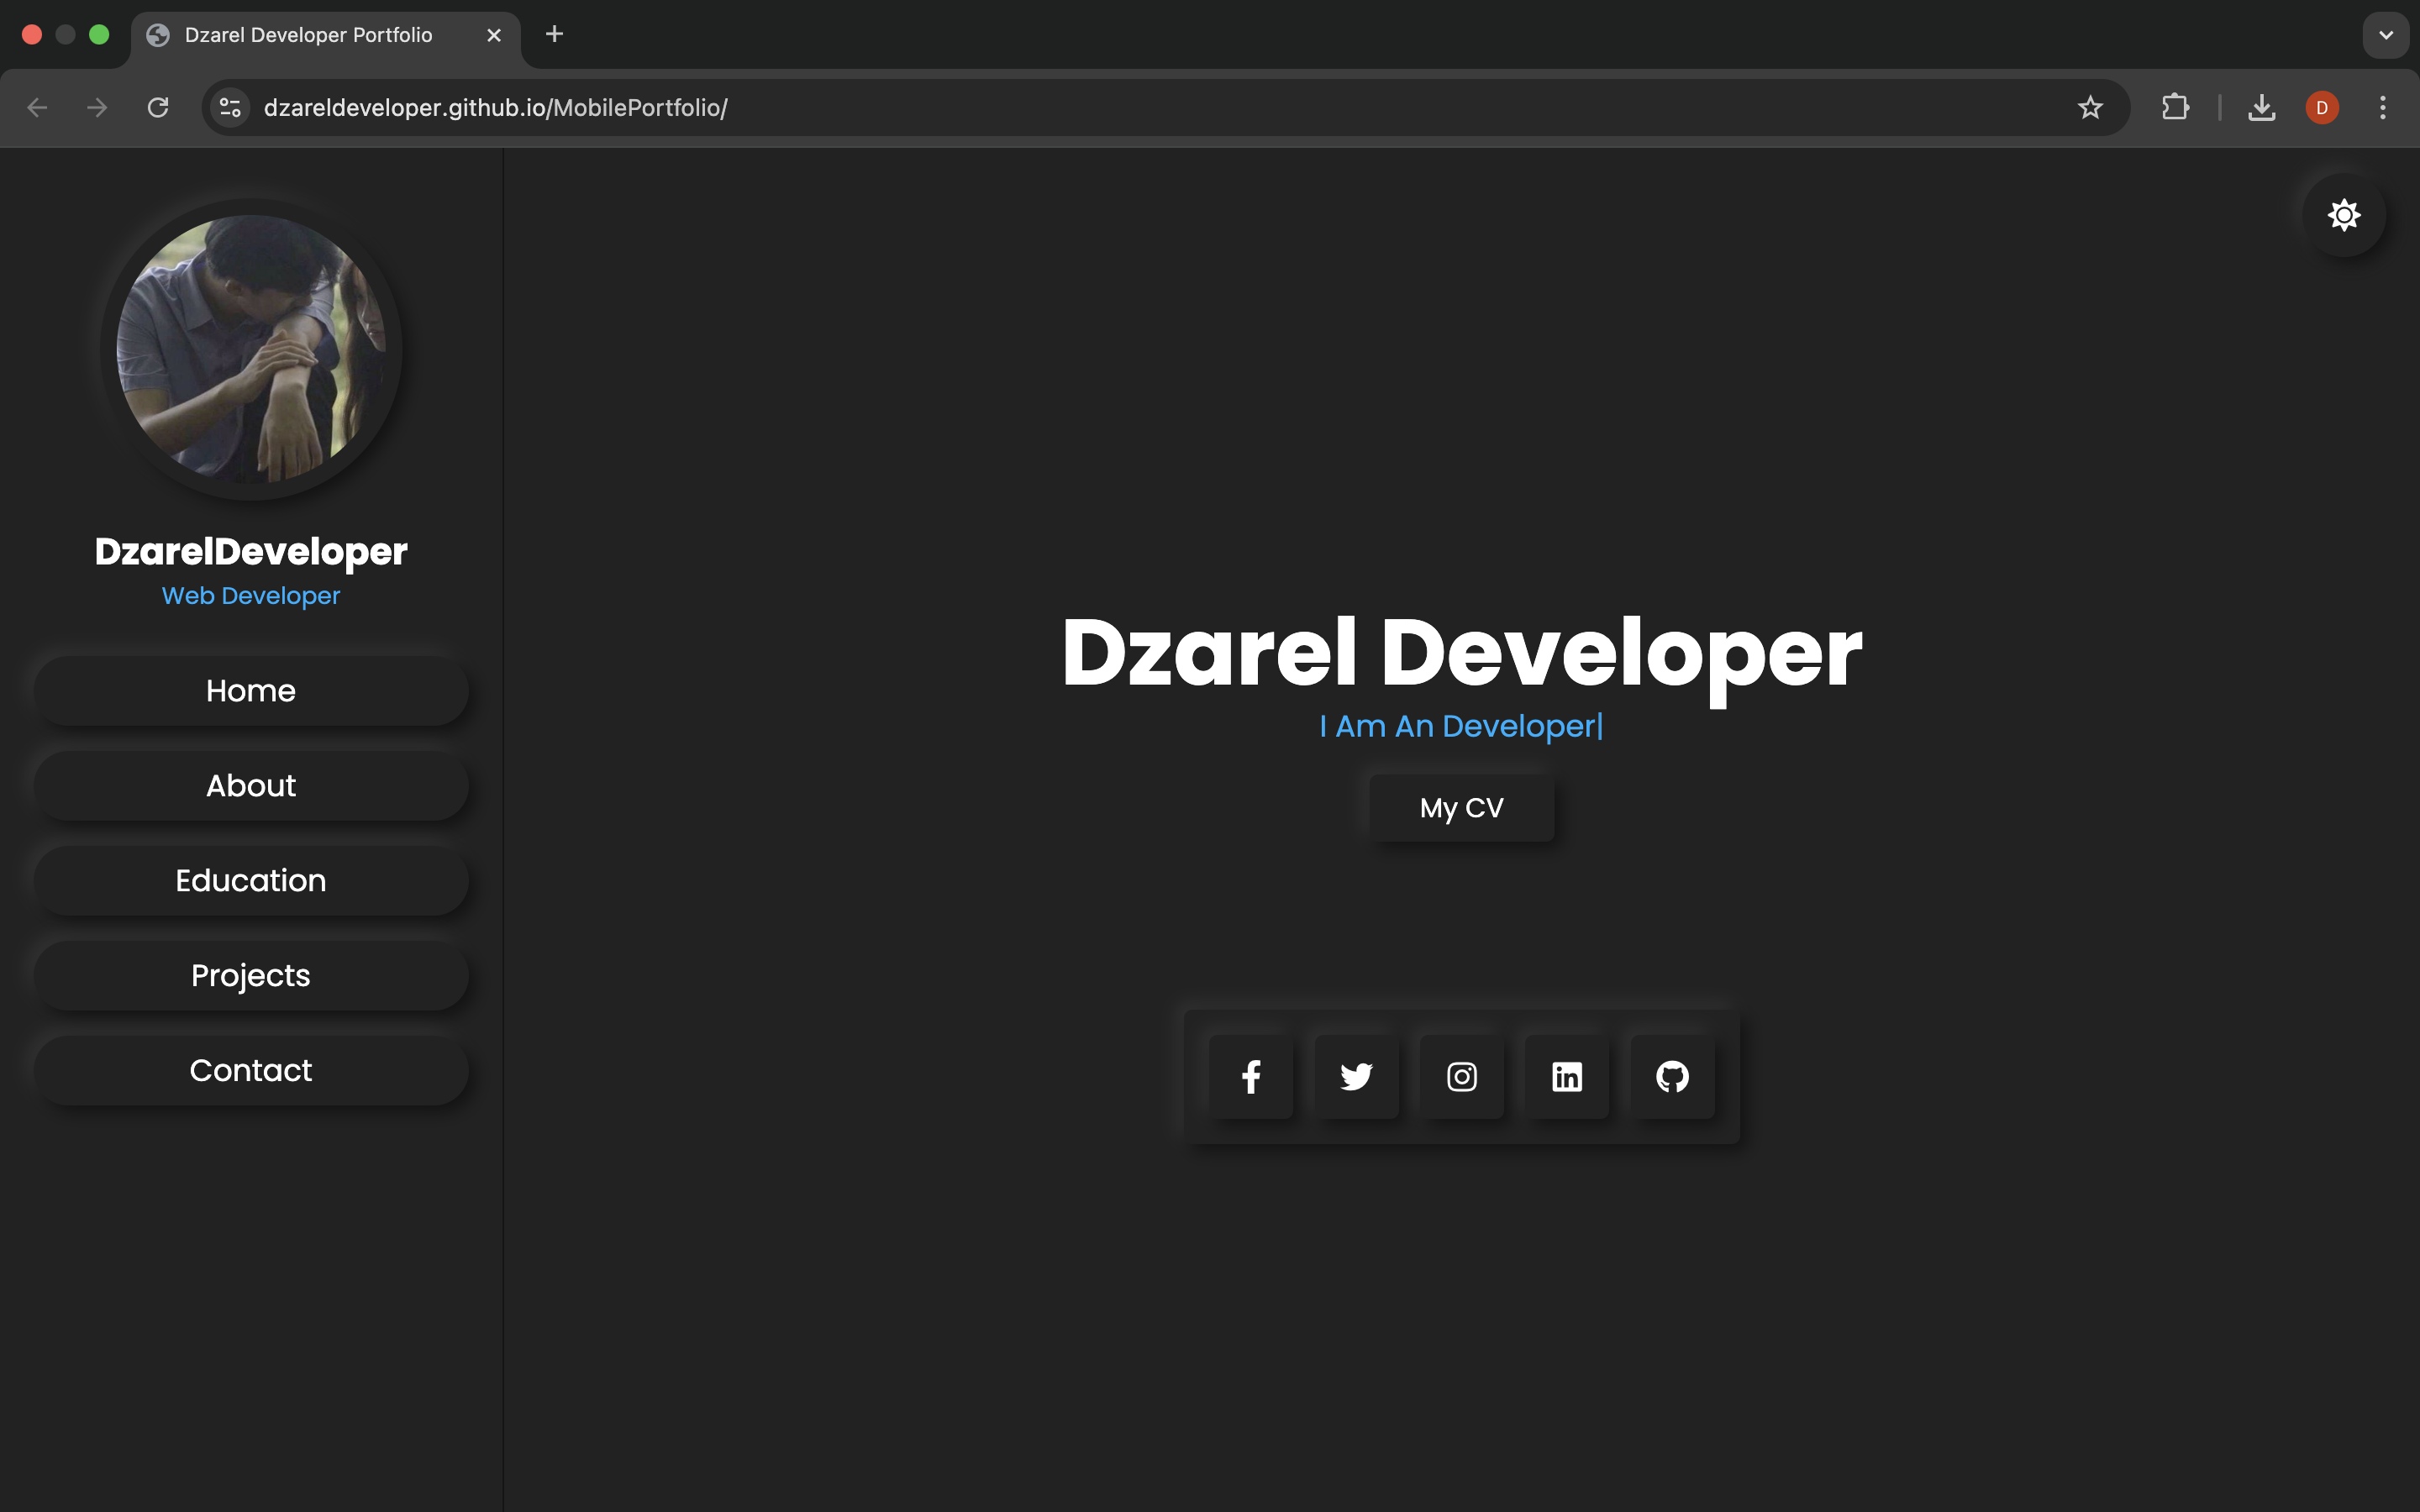 Dzarel Developer Portfolio
dzareldeveloper.github.io/MobilePortfolio/
D
DzarelDeveloper
Web Developer
Home
About
Education
Projects
Contact
Dzarel Developer
I Am An Developer|
My CV